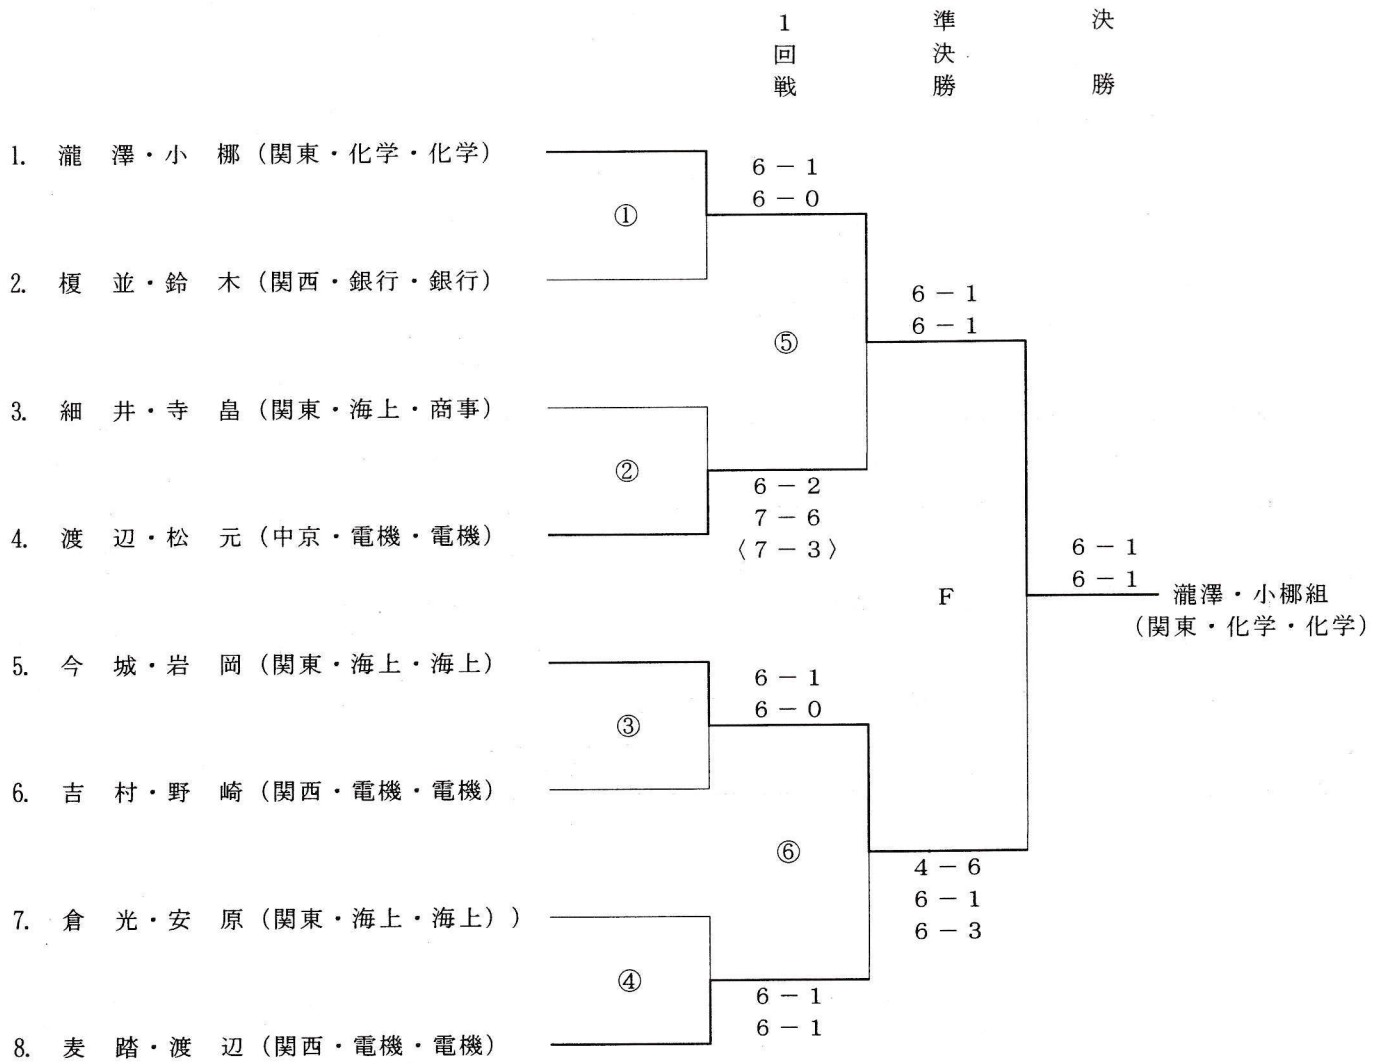 1回戦
準決勝
決勝
1. 瀧澤・小梛 (関東・化学・化学)
6－1
6－0
①
2. 榎並・鈴木 (関西・銀行・銀行)
6－1
6－1
⑤
3. 細井・寺畠 (関東・海上・商事)
②
6－2
7－6
〈7－3〉
4. 渡辺・松元 (中京・電機・電機)
6－1
6－1
F
瀧澤・小梛組
(関東・化学・化学)
5. 今城・岩岡 (関東・海上・海上)
6－1
6－0
③
6. 吉村・野崎 (関西・電機・電機)
⑥
4－6
6－1
6－3
7. 倉光・安原 (関東・海上・海上))
④
6－1
6－1
8. 麦踏・渡辺 (関西・電機・電機)